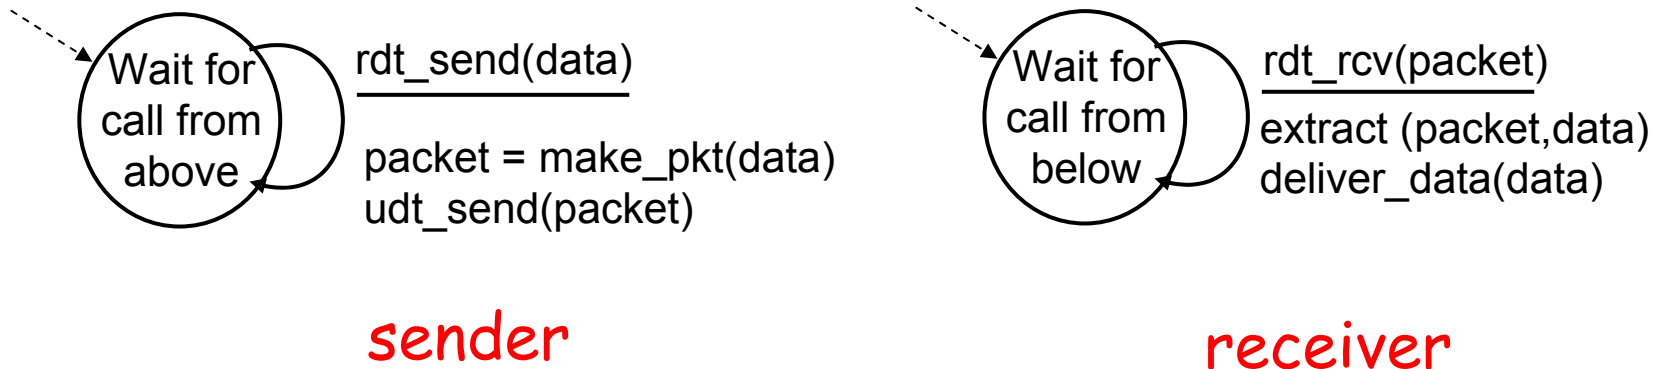 Wait for
call from
above
rdt_send(data)
packet = make_pkt(data)
udt_send(packet)
sender
Wait for
call from
below
rdt_rcv(packet)
extract (packet,data)
deliver_data(data)
receiver